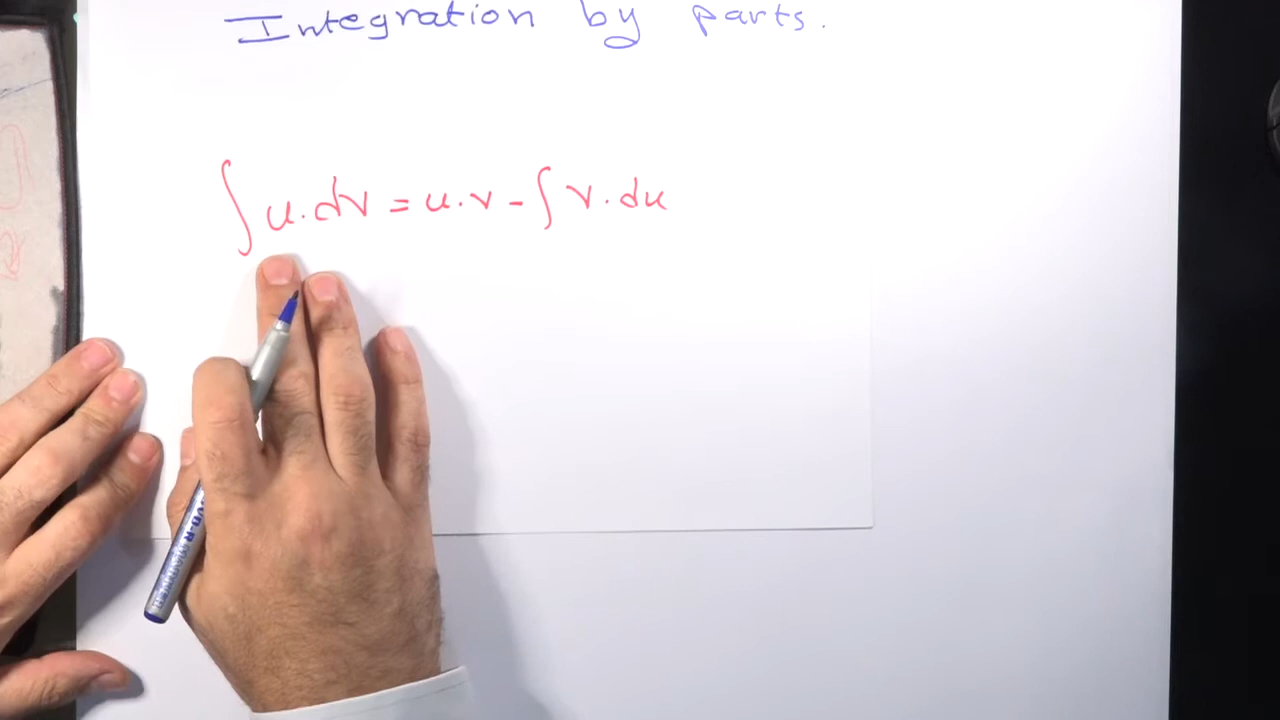 Integration by parts.
∫ u.dv = u.v - ∫ v.du